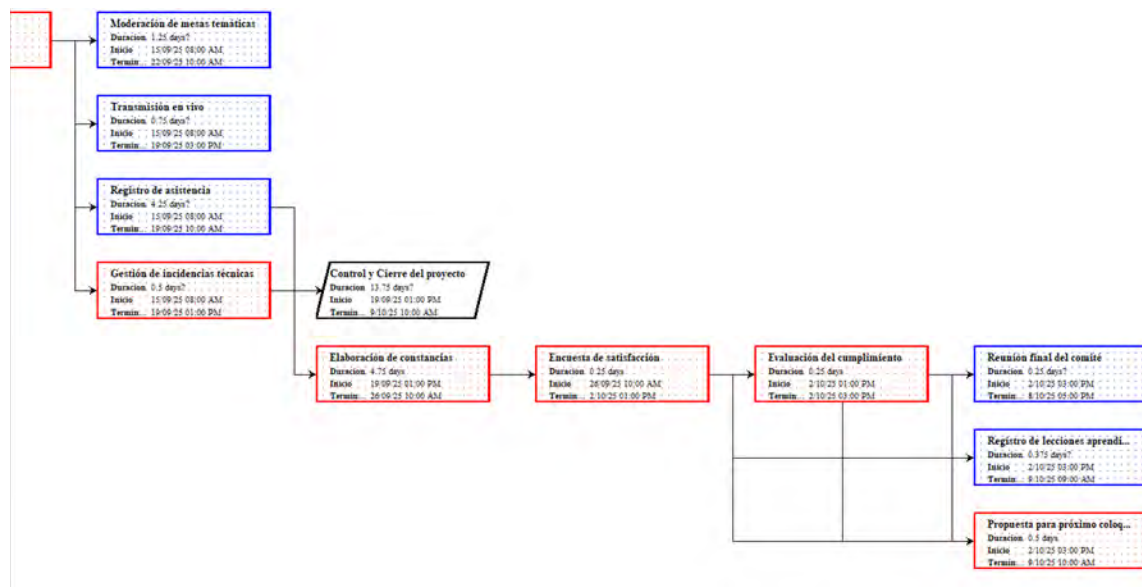 Moderación de mesas temáticas
Duracion 1.25 days?
Inicio 15/09/25 08:00 AM
Termin... 22/09/25 10:00 AM
Transmisión en vivo
Duracion 0.75 days?
Inicio 15/09/25 08:00 AM
Termin... 19/09/25 03:00 PM
Registro de asistencia
Duracion 4.25 days?
Inicio 15/09/25 08:00 AM
Termin... 19/09/25 10:00 AM
Gestión de incidencias técnicas
Duracion 0.5 days?
Inicio 15/09/25 08:00 AM
Termin... 19/09/25 01:00 PM
Control y Cierre del proyecto
Duracion 13.75 days?
Inicio 19/09/25 01:00 PM
Termin... 9/10/25 10:00 AM
Elaboración de constancias
Duracion 4.75 days
Inicio 19/09/25 01:00 PM
Termin... 26/09/25 10:00 AM
Encuesta de satisfacción
Duracion 0.25 days
Inicio 26/09/25 10:00 AM
Termin... 2/10/25 01:00 PM
Evaluación del cumplimiento
Duracion 0.25 days
Inicio 2/10/25 01:00 PM
Termin... 2/10/25 03:00 PM
Reunión final del comité
Duracion 0.25 days?
Inicio 2/10/25 03:00 PM
Termin... 8/10/25 05:00 PM
Registro de lecciones aprendi...
Duracion 0.375 days?
Inicio 2/10/25 03:00 PM
Termin... 9/10/25 09:00 AM
Propuesta para próximo coloq...
Duracion 0.5 days
Inicio 2/10/25 03:00 PM
Termin... 9/10/25 10:00 AM